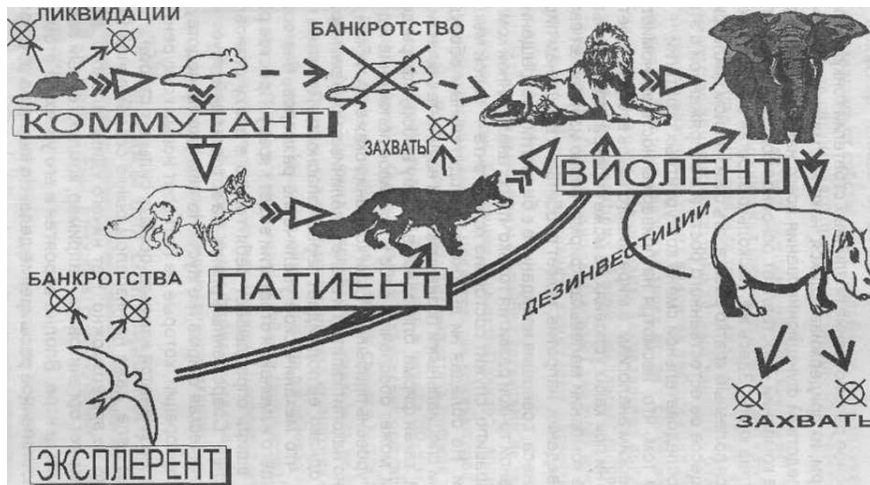 ЛИКВИДАЦИИ
БАНКРОТСТВО
КОММУТАНТ
ЗАХВАТЫ
ВИОЛЕНТ
БАНКРОТСТВА
ПАТИЕНТ
ДЕЗИНВЕСТИЦИИ
ЗАХВАТЫ
ЭКСПЛЕРЕНТ